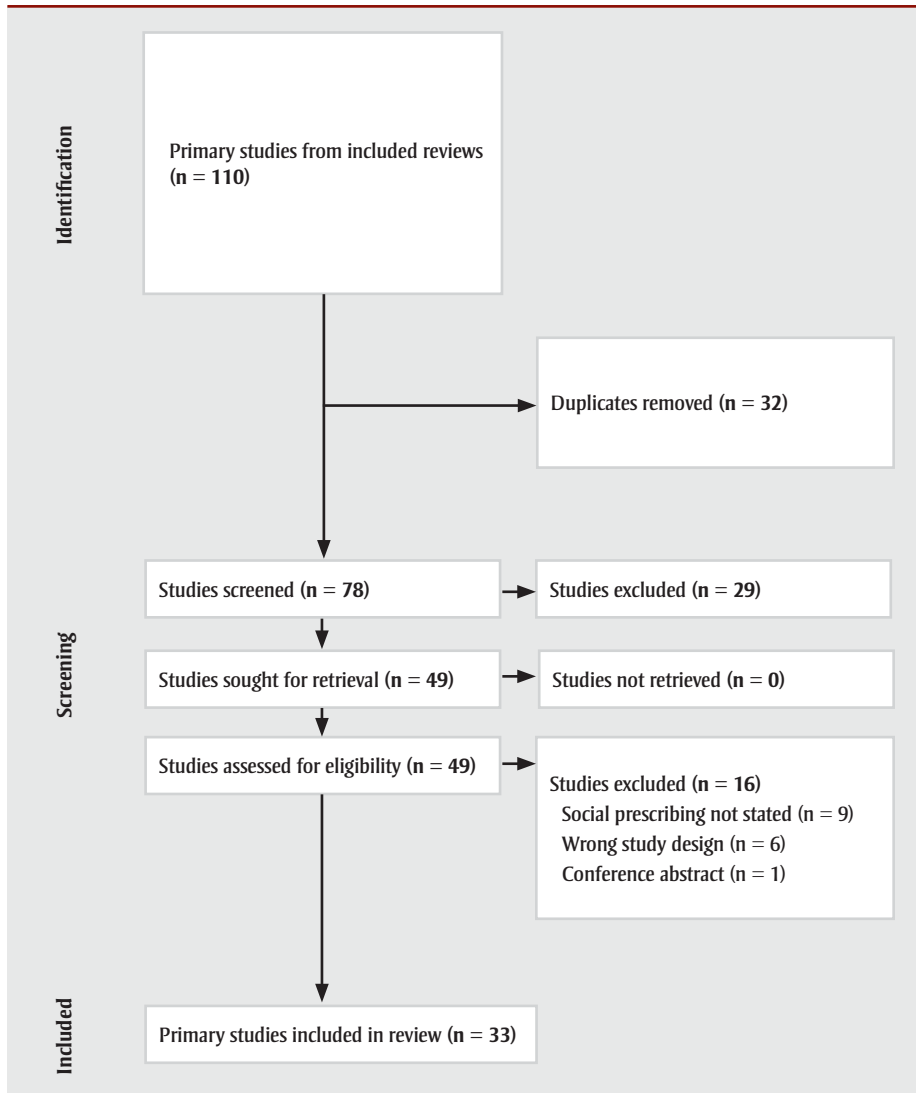 Identification
Primary studies from included reviews
(n = 110)
Duplicates removed (n = 32)
Screening
Studies screened (n = 78)
Studies excluded (n = 29)
Studies sought for retrieval (n = 49)
Studies not retrieved (n = 0)
Studies assessed for eligibility (n = 49)
Studies excluded (n = 16)
Social prescribing not stated (n = 9)
Wrong study design (n = 6)
Conference abstract (n = 1)
Included
Primary studies included in review (n = 33)